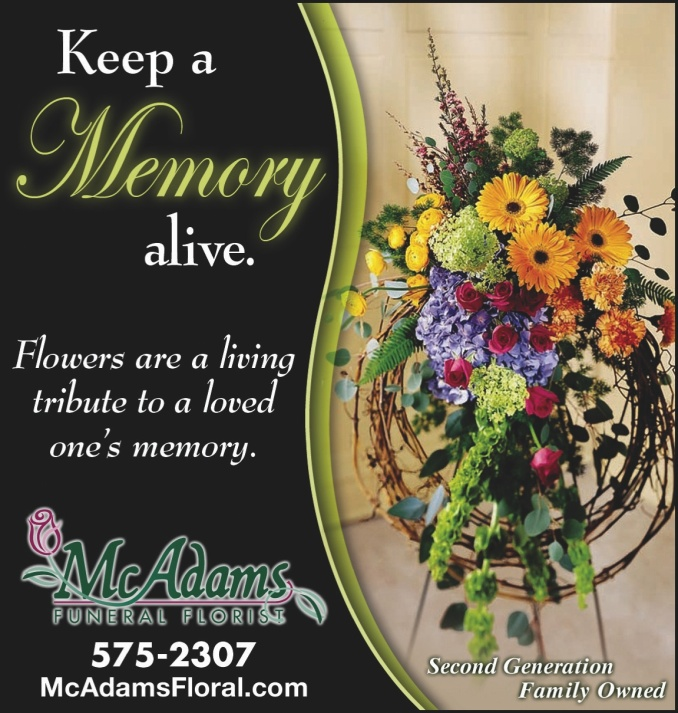 Keep a
Memory
alive.
Flowers are a living
tribute to a loved
one's memory.
McAdams
FUNERAL FLORIST
575-2307
McAdamsFloral.com
Second Generation
Family Owned